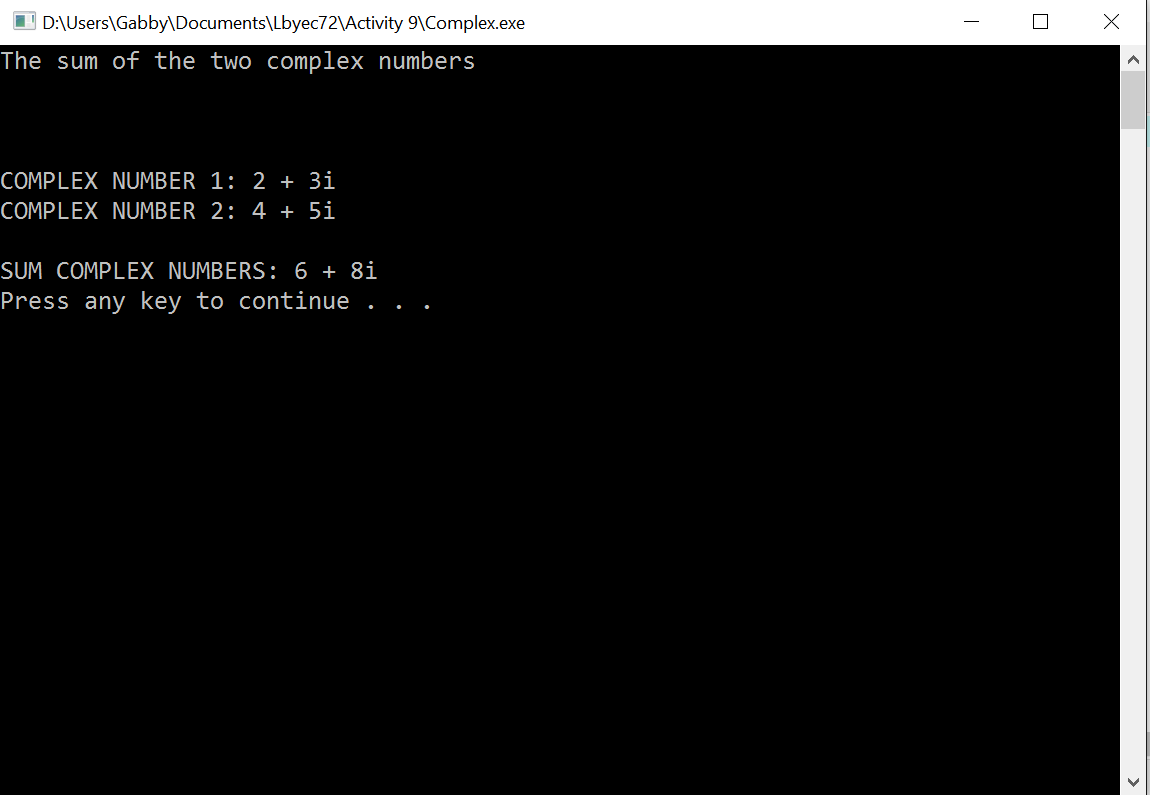 D:\Users\Gabby\Documents\Lbyec72\Activity 9\Complex.exe
The sum of the two complex numbers
COMPLEX NUMBER 1: 2 + 3i
COMPLEX NUMBER 2: 4 + 5i
SUM COMPLEX NUMBERS: 6 + 8i
Press any key to continue . . .